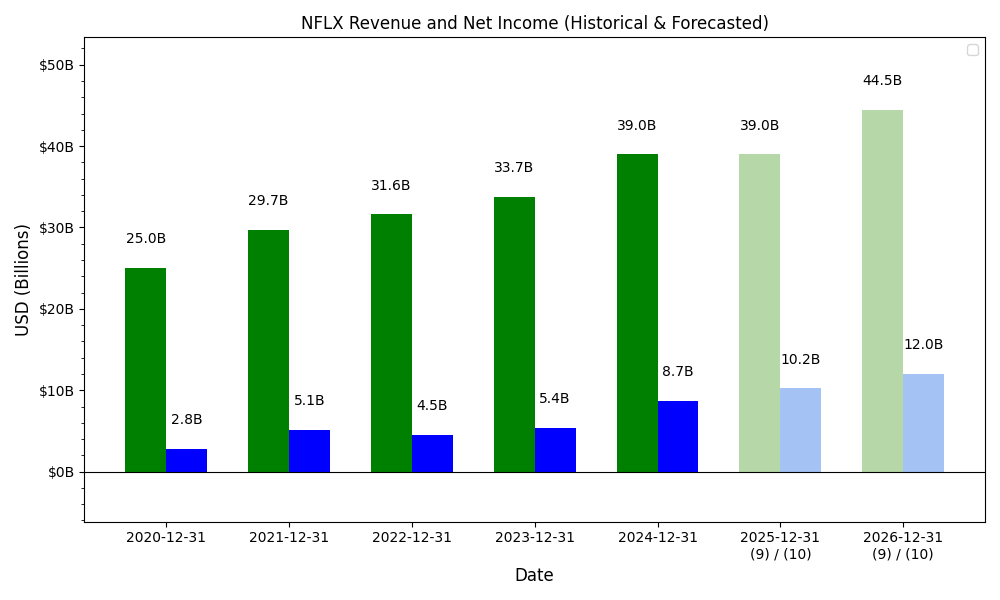 NFLX Revenue and Net Income (Historical & Forecasted)
USD (Billions)
$50B
$40B
$30B
$20B
$10B
$0B
25.0B
2.8B
29.7B
5.1B
31.6B
4.5B
33.7B
5.4B
39.0B
8.7B
39.0B
10.2B
44.5B
12.0B
2020-12-31
2021-12-31
2022-12-31
2023-12-31
2024-12-31
2025-12-31
(9) / (10)
2026-12-31
(9) / (10)
Date